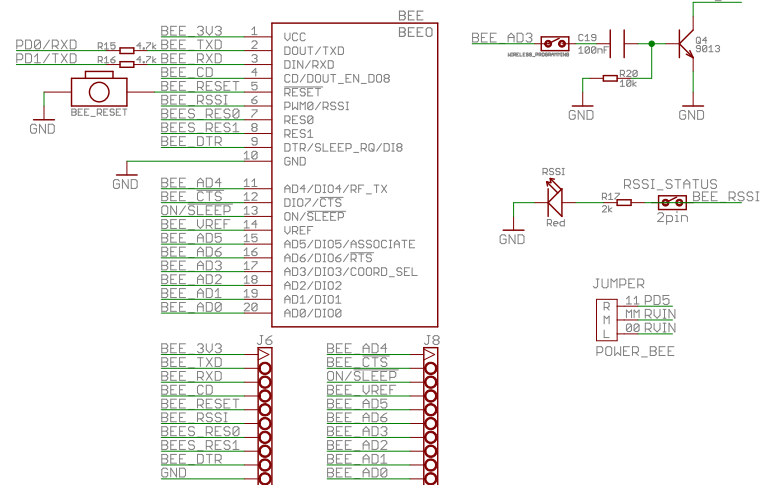 BEE
BEE0
BEE_3V3 1 VCC
PD0/RXD R15 4.7k BEE_TXD 2 DOUT/TXD
PD1/TXD R16 4.7k BEE_RXD 3 DIN/RXD
BEE_CD 4 CD/DOUT_EN_DO8
BEE_RESET 5 RESET
BEE_RSSI 6 PWM0/RSSI
BEES_RES0 7 RES0
BEES_RES1 8 RES1
BEE_DTR 9 DTR/SLEEP_RQ/DI8
10 GND
BEE_RESET
GND
GND
BEE_AD4 11 AD4/DIO4/RF_TX
BEE_CTS 12 DIO7/CTS
ON/SLEEP 13 ON/SLEEP
BEE_VREF 14 VREF
BEE_AD5 15 AD5/DIO5/ASSOCIATE
BEE_AD6 16 AD6/DIO6/RTS
BEE_AD3 17 AD3/DIO3/COORD_SEL
BEE_AD2 18 AD2/DIO2
BEE_AD1 19 AD1/DIO1
BEE_AD0 20 AD0/DIO0
BEE_AD3
WIRELESS_PROGRAMMING
C19
100nF
Q4
9013
R20
10k
GND
GND
RSSI
Red
GND
R17
2k
RSSI_STATUS
BEE_RSSI
2pin
JUMPER
R 11 PD5
M MM RVIN
L 00 RVIN
POWER_BEE
J6
BEE_3V3
BEE_TXD
BEE_RXD
BEE_CD
BEE_RESET
BEE_RSSI
BEES_RES0
BEES_RES1
BEE_DTR
GND
J8
BEE_AD4
BEE_CTS
ON/SLEEP
BEE_VREF
BEE_AD5
BEE_AD6
BEE_AD3
BEE_AD2
BEE_AD1
BEE_AD0